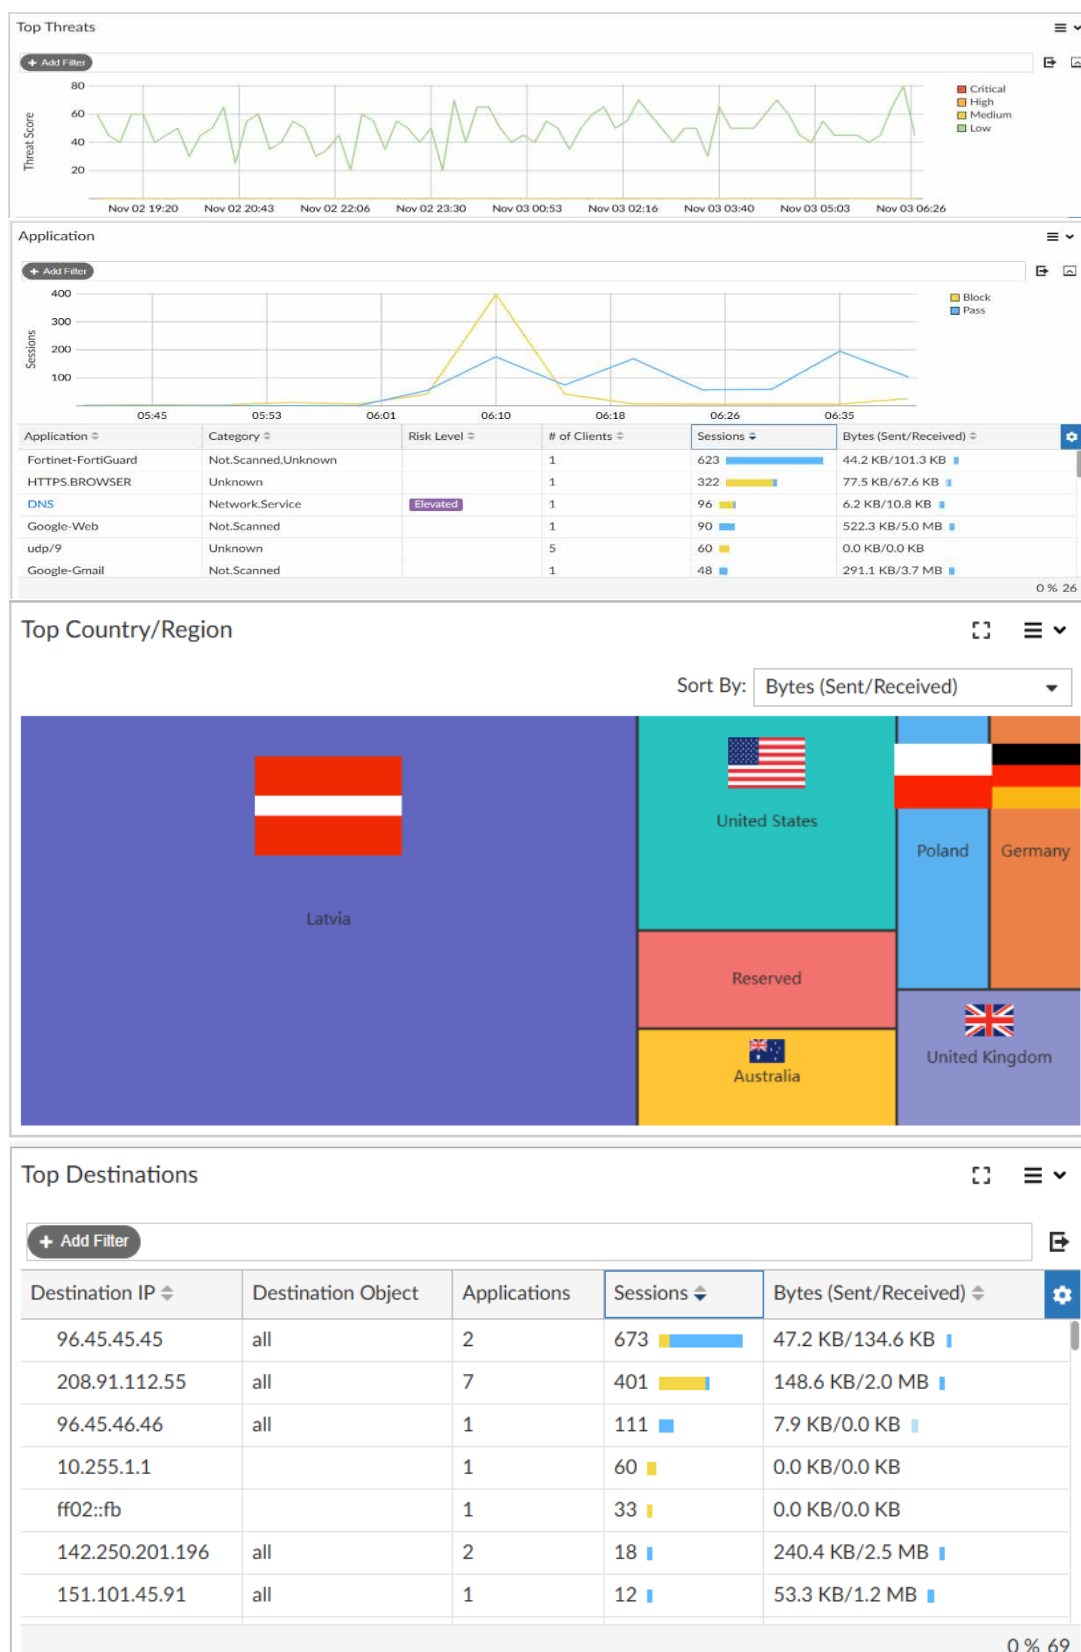 Top Threats
+ Add Filter
80
60
40
20
Threat Score
Critical
High
Medium
Low
Nov 02 19:20 Nov 02 20:43 Nov 02 22:06 Nov 02 23:30 Nov 03 00:53 Nov 03 02:16 Nov 03 03:40 Nov 03 05:03 Nov 03 06:26
Application
+ Add Filter
400
300
200
100
Sessions
Block
Pass
05:45 05:53 06:01 06:10 06:18 06:26 06:35
Application Category Risk Level # of Clients Sessions Bytes (Sent/Received)
Fortinet-FortiGuard Not.Scanned,Unknown 1 623 44.2 KB/101.3 KB
HTTPS.BROWSER Unknown 1 322 77.5 KB/67.6 KB
DNS Network.Service Elevated 1 96 6.2 KB/10.8 KB
Google-Web Not.Scanned 1 90 522.3 KB/5.0 MB
udp/9 Unknown 5 60 0.0 KB/0.0 KB
Google-Gmail Not.Scanned 1 48 291.1 KB/3.7 MB
0 % 26
Top Country/Region
Sort By: Bytes (Sent/Received)
Latvia
United States
Poland
Germany
Reserved
Australia
United Kingdom
Top Destinations
+ Add Filter
Destination IP Destination Object Applications Sessions Bytes (Sent/Received)
96.45.45.45 all 2 673 47.2 KB/134.6 KB
208.91.112.55 all 7 401 148.6 KB/2.0 MB
96.45.46.46 all 1 111 7.9 KB/0.0 KB
10.255.1.1 1 60 0.0 KB/0.0 KB
ff02::fb 1 33 0.0 KB/0.0 KB
142.250.201.196 all 2 18 240.4 KB/2.5 MB
151.101.45.91 all 1 12 53.3 KB/1.2 MB
0 % 69